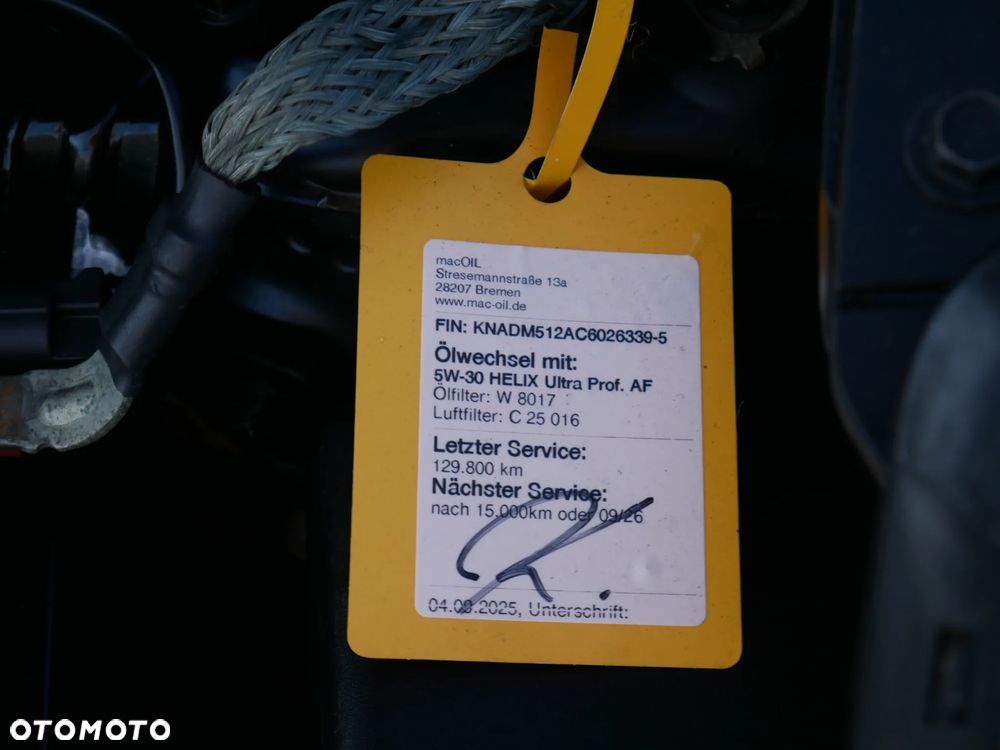 macOIL
Stresemannstraße 13a
28207 Bremen
www.mac-oil.de
FIN: KNADM512AC6026339-5
Ölwechsel mit:
5W-30 HELIX Ultra Prof. AF
Ölfilter: W 8017
Luftfilter: C 25 016
Letzter Service:
129.800 km
Nächster Service:
nach 15.000km oder 09/26
04.09.2025, Unterschrift:
OTOMOTO